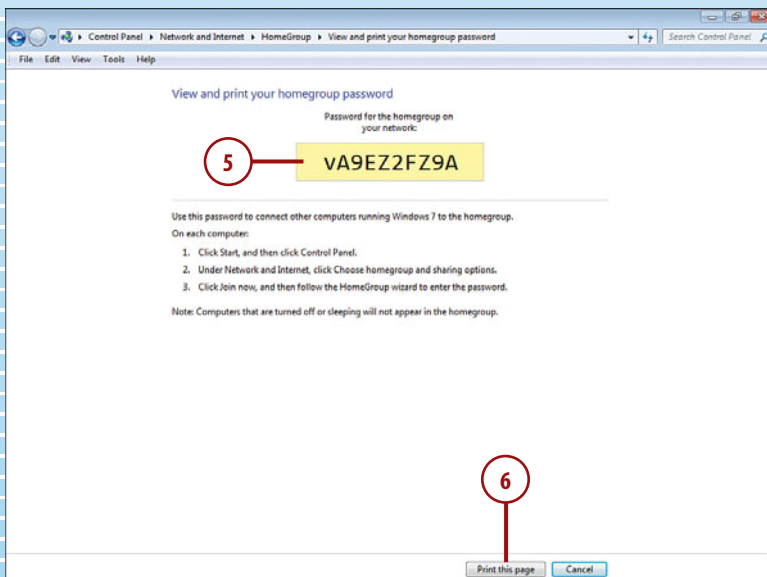 Control Panel ▸ Network and Internet ▸ HomeGroup ▸ View and print your homegroup password
Search Control Panel
File Edit View Tools Help
View and print your homegroup password
Password for the homegroup on
your network:
5
vA9EZ2FZ9A
Use this password to connect other computers running Windows 7 to the homegroup.
On each computer:
1. Click Start, and then click Control Panel.
2. Under Network and Internet, click Choose homegroup and sharing options.
3. Click Join now, and then follow the HomeGroup wizard to enter the password.
Note: Computers that are turned off or sleeping will not appear in the homegroup.
6
Print this page Cancel